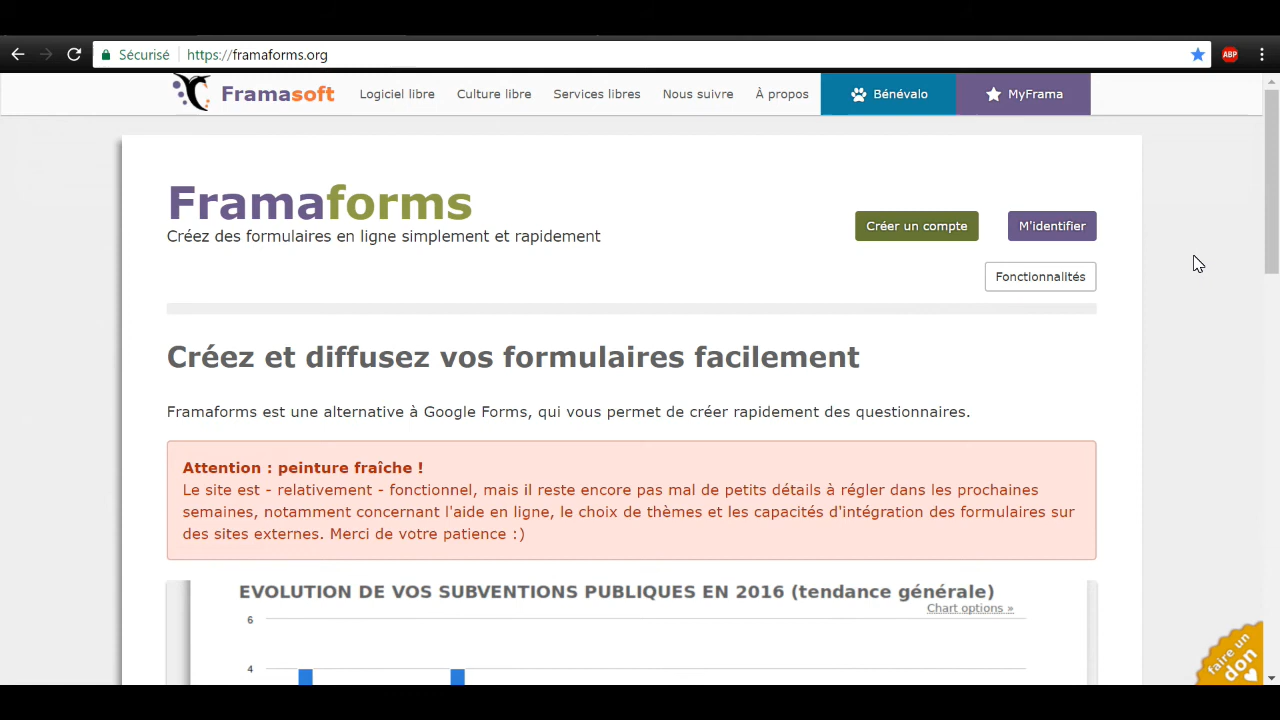 Sécurisé https://framaforms.org ABP
Framasoft Logiciel libre Culture libre Services libres Nous suivre À propos Bénévalo MyFrama
Framaforms
Créez des formulaires en ligne simplement et rapidement
Créer un compte M'identifier
Fonctionnalités
Créez et diffusez vos formulaires facilement
Framaforms est une alternative à Google Forms, qui vous permet de créer rapidement des questionnaires.
Attention : peinture fraîche !
Le site est - relativement - fonctionnel, mais il reste encore pas mal de petits détails à régler dans les prochaines
semaines, notamment concernant l'aide en ligne, le choix de thèmes et les capacités d'intégration des formulaires sur
des sites externes. Merci de votre patience :)
EVOLUTION DE VOS SUBVENTIONS PUBLIQUES EN 2016 (tendance générale)
Chart options »
6
4
faire un
don